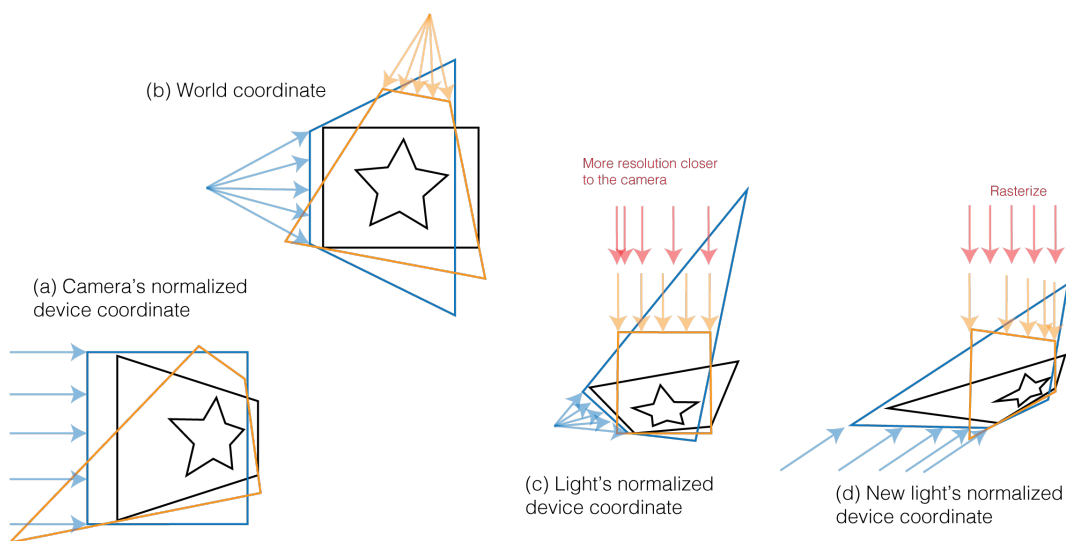 (b) World coordinate
(a) Camera's normalized
device coordinate
More resolution closer
to the camera
(c) Light's normalized
device coordinate
Rasterize
(d) New light's normalized
device coordinate